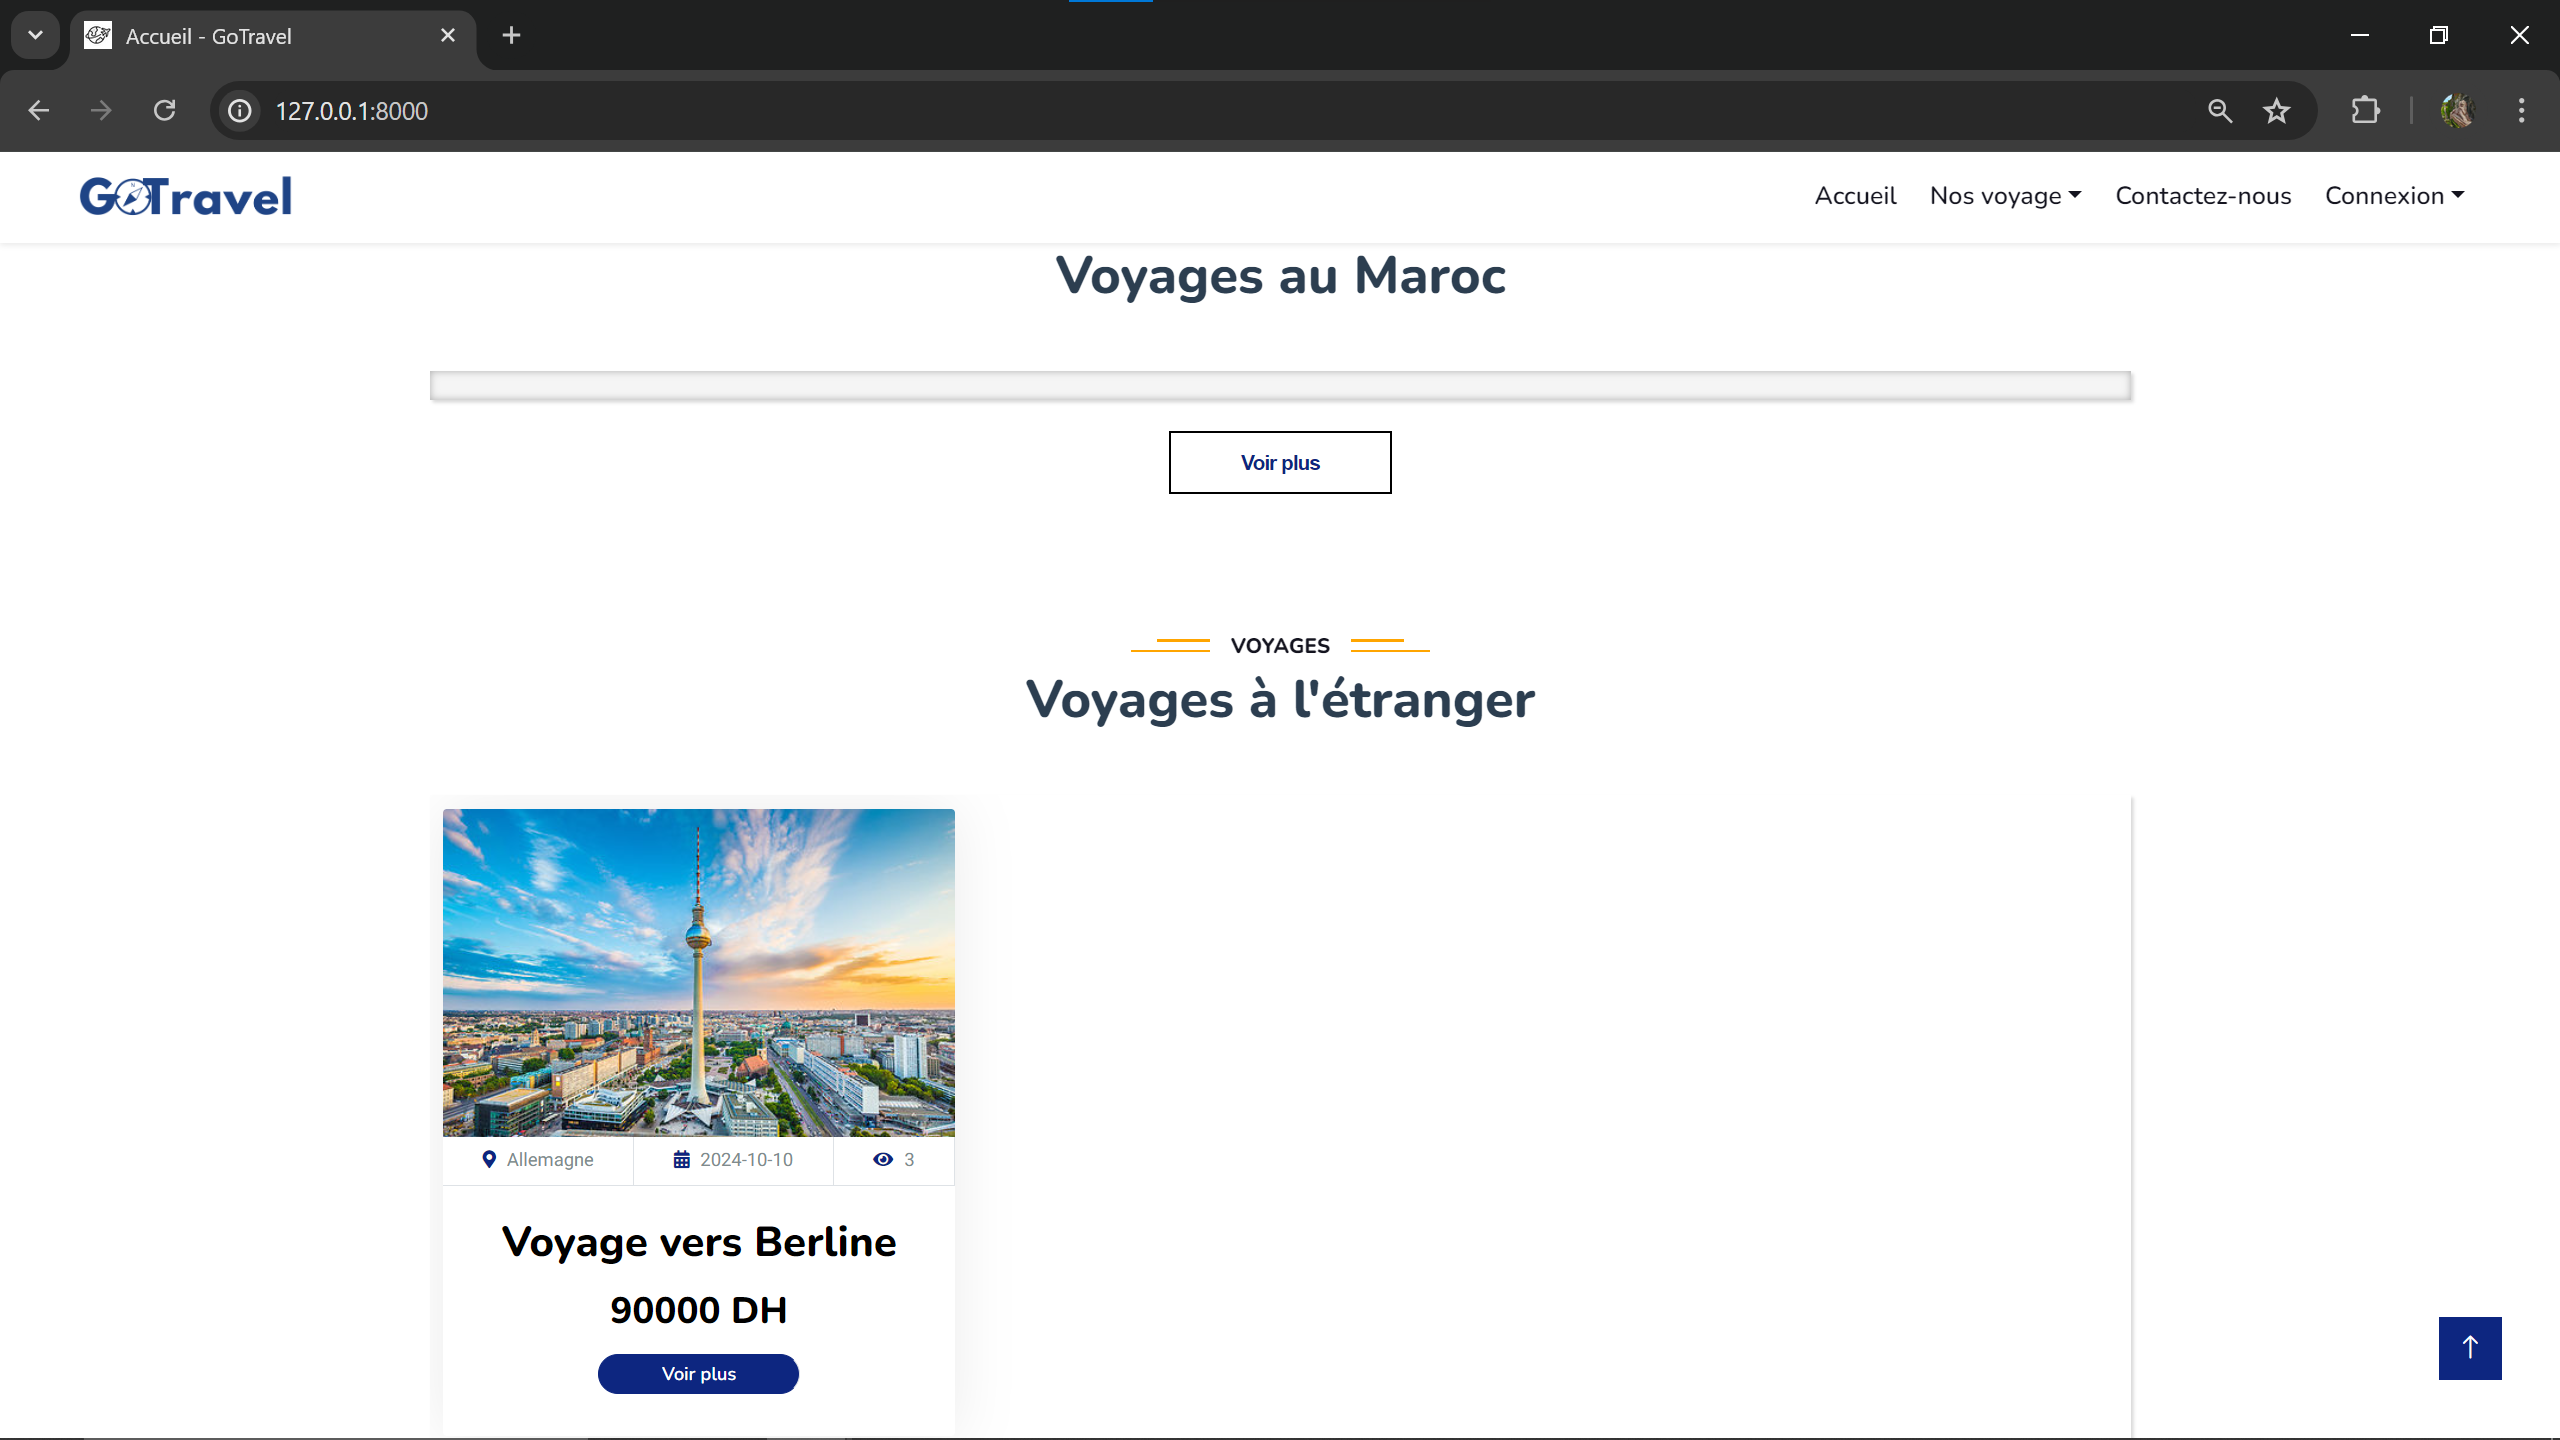 Accueil - GoTravel
127.0.0.1:8000
GoTravel
Accueil Nos voyage Contactez-nous Connexion
Voyages au Maroc
Voir plus
VOYAGES
Voyages à l'étranger
Allemagne 2024-10-10 3
Voyage vers Berline
90000 DH
Voir plus